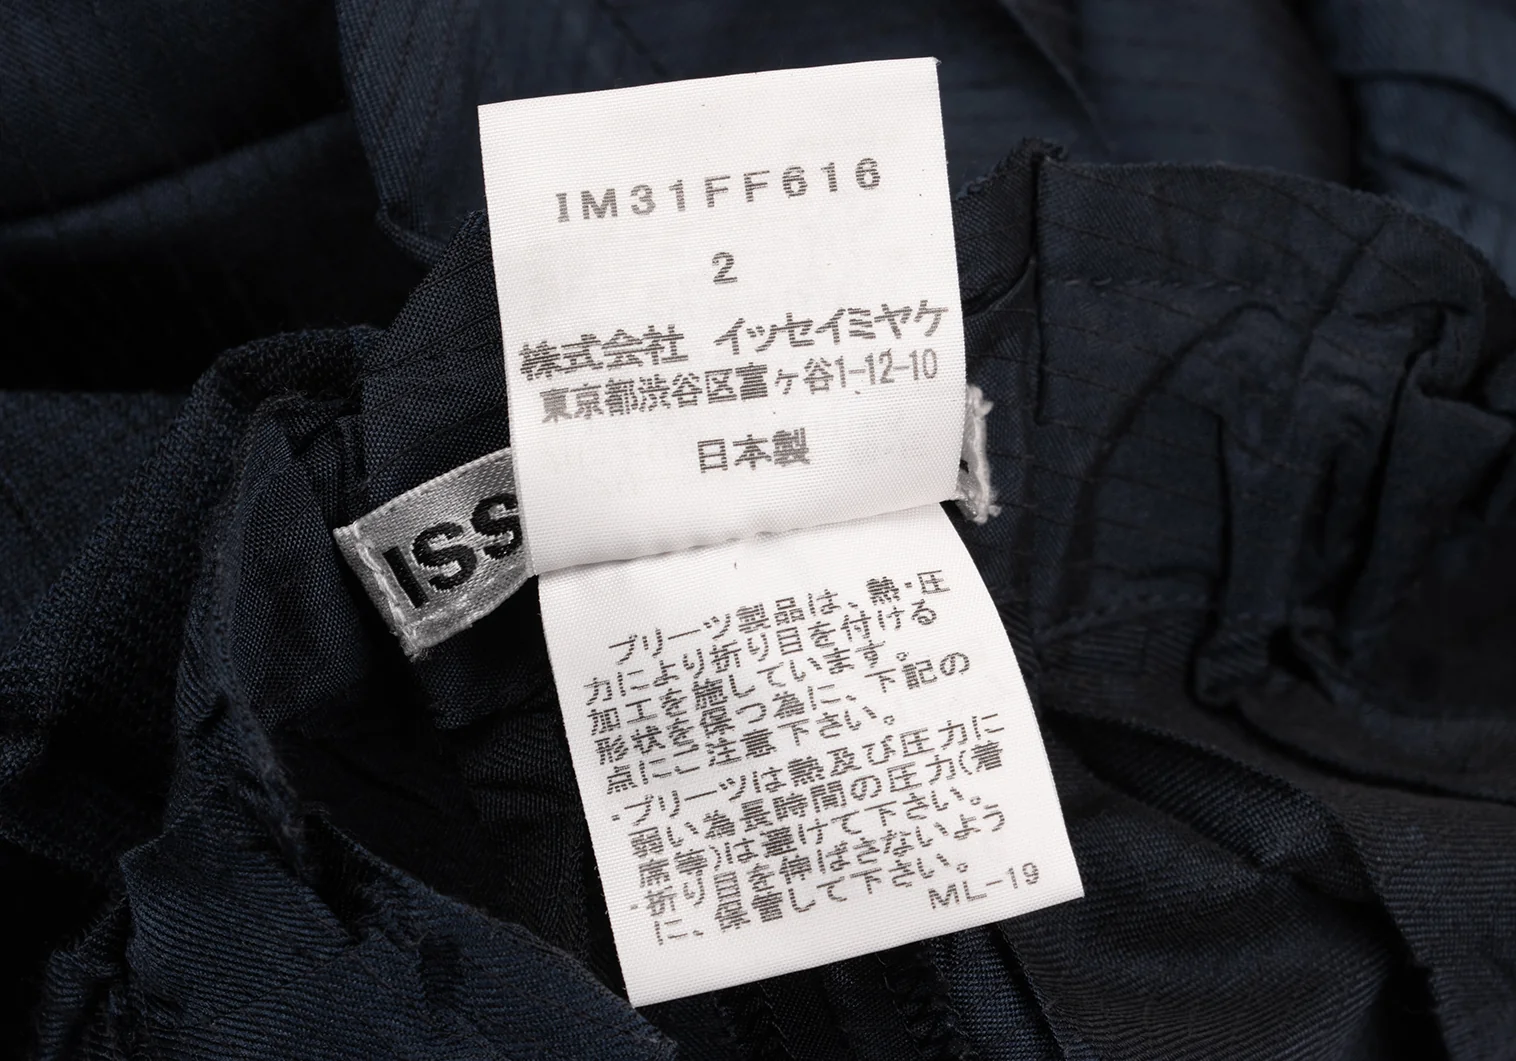 IM31FF616
2
株式会社 イッセイミヤケ
東京都渋谷区富ヶ谷1-12-10
日本製
ISS
プリーツ製品は、熱・圧
力により折り目を付ける
加工を施しています。
形状を保つ為に、下記の
点にご注意下さい。
・プリーツは熱及び圧力に
弱い為長時間の圧力(着
席等)は避けて下さい。
・折り目を伸ばさないよう
に、保管して下さい。
ML-19